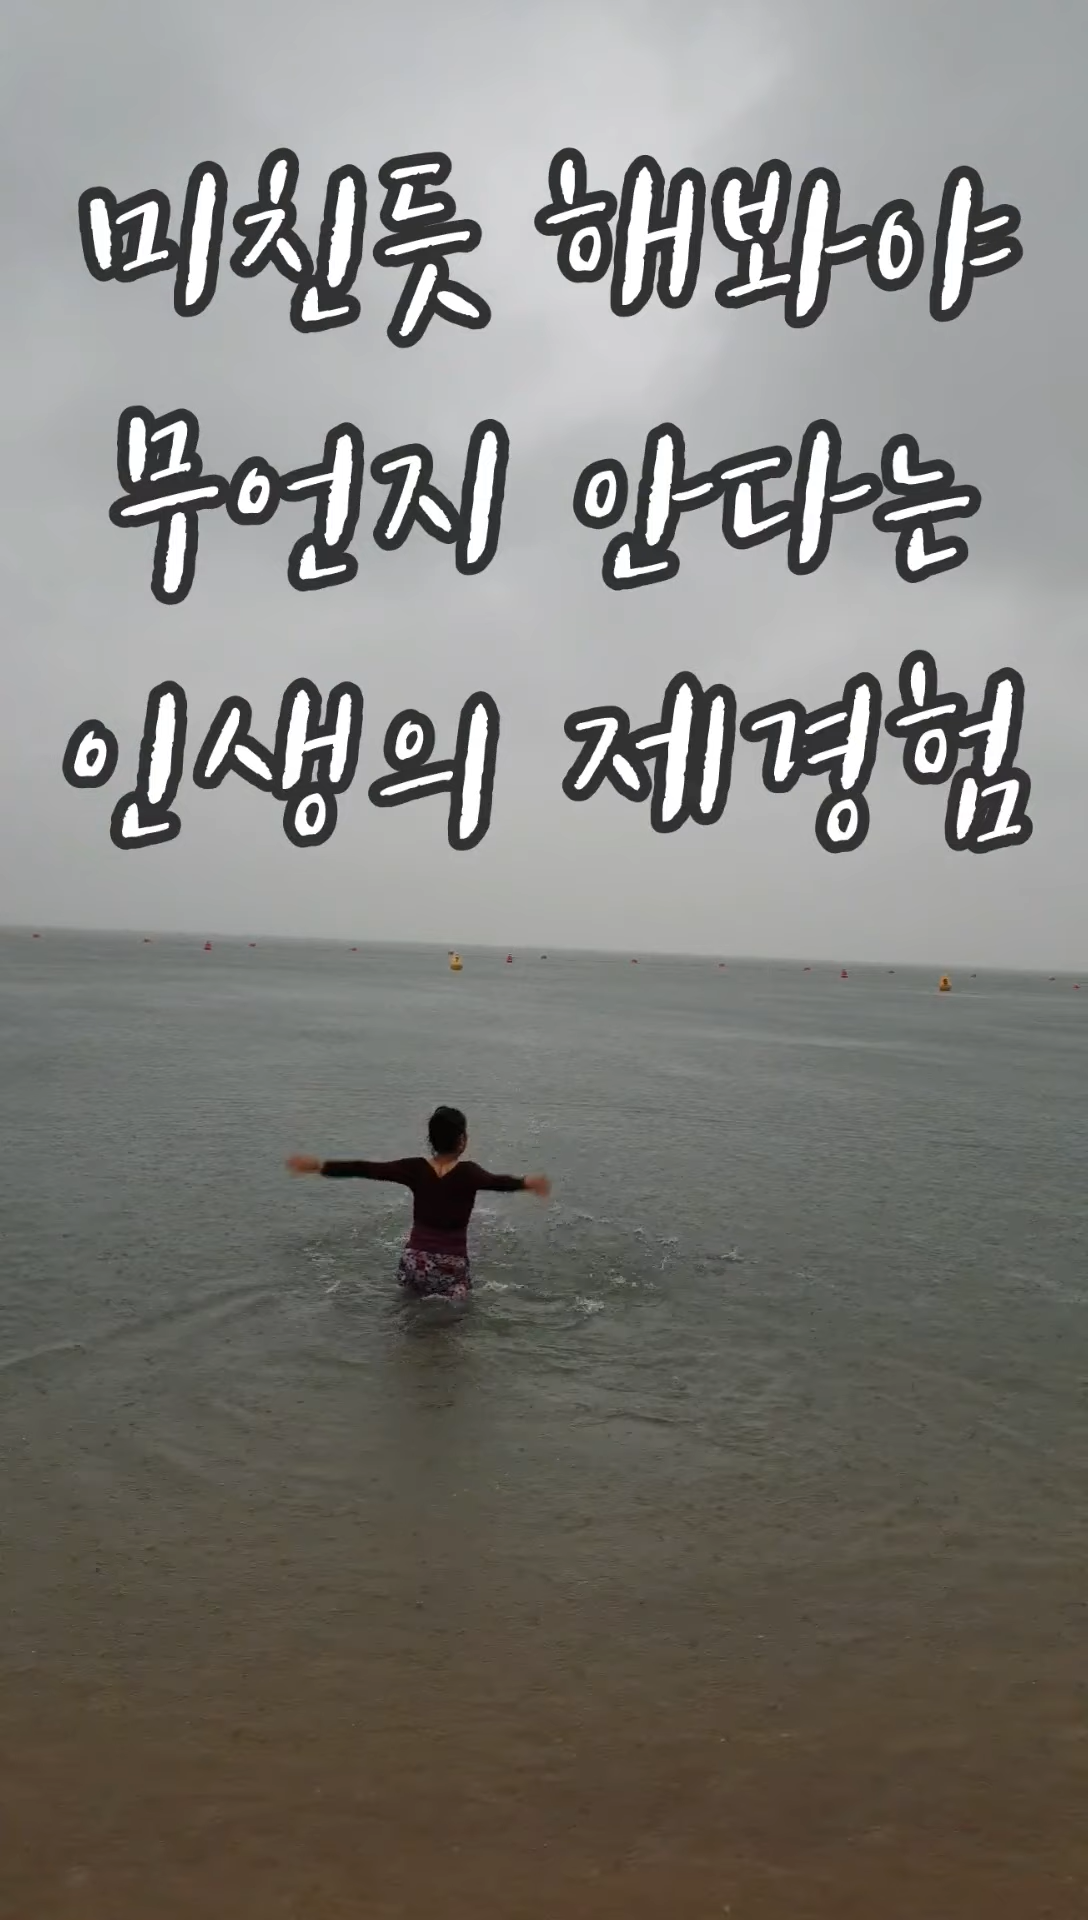 미친듯 해봐야
무언지 안다는
인생의 제경험